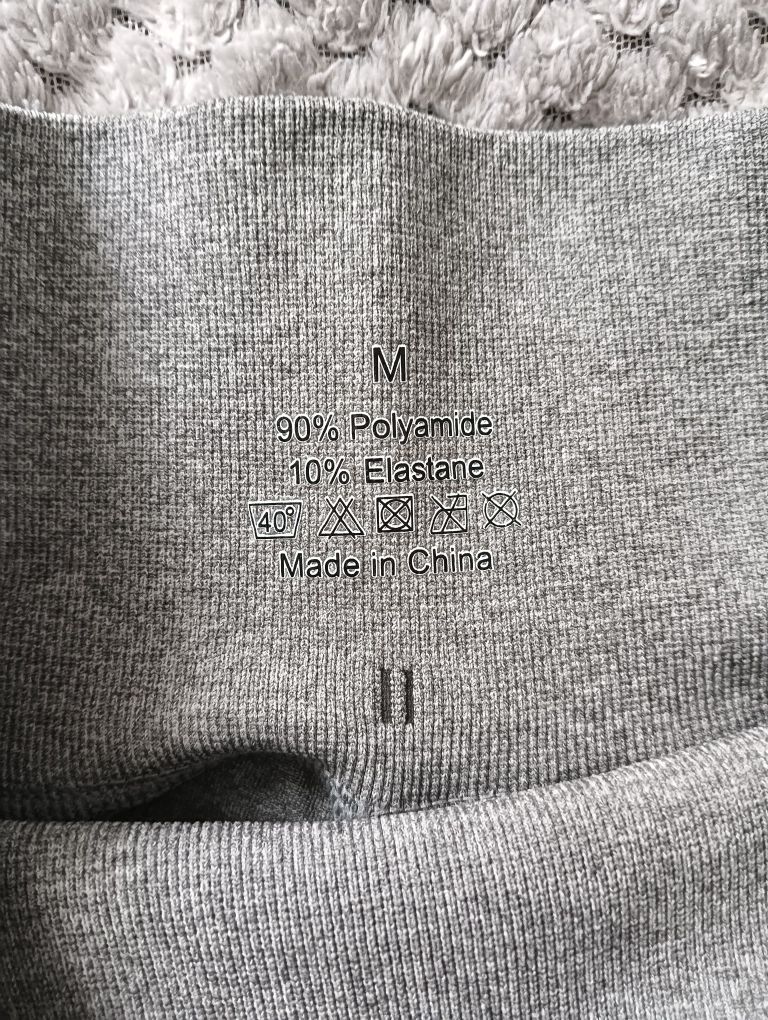 M
90% Polyamide
10% Elastane
40°
Made in China